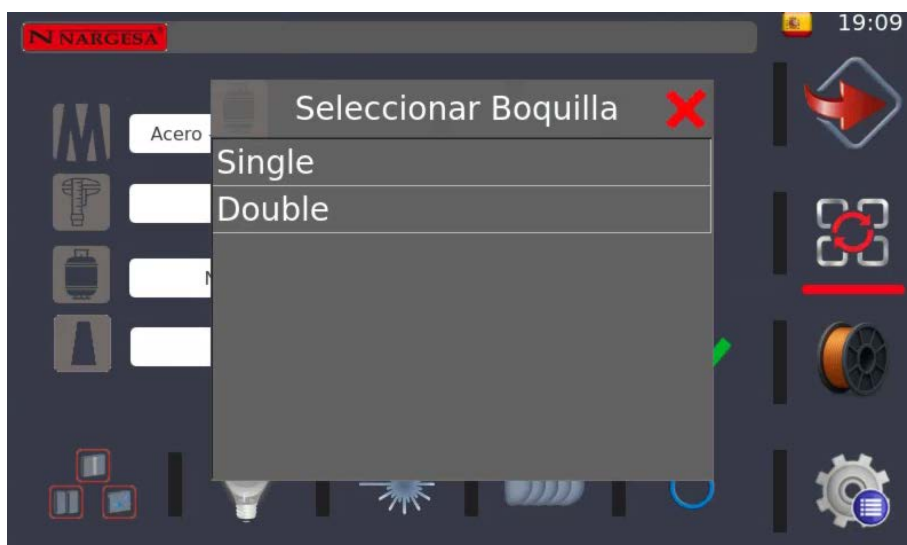 N NARGESA
19:09
Seleccionar Boquilla
Acero
Single
Double
N